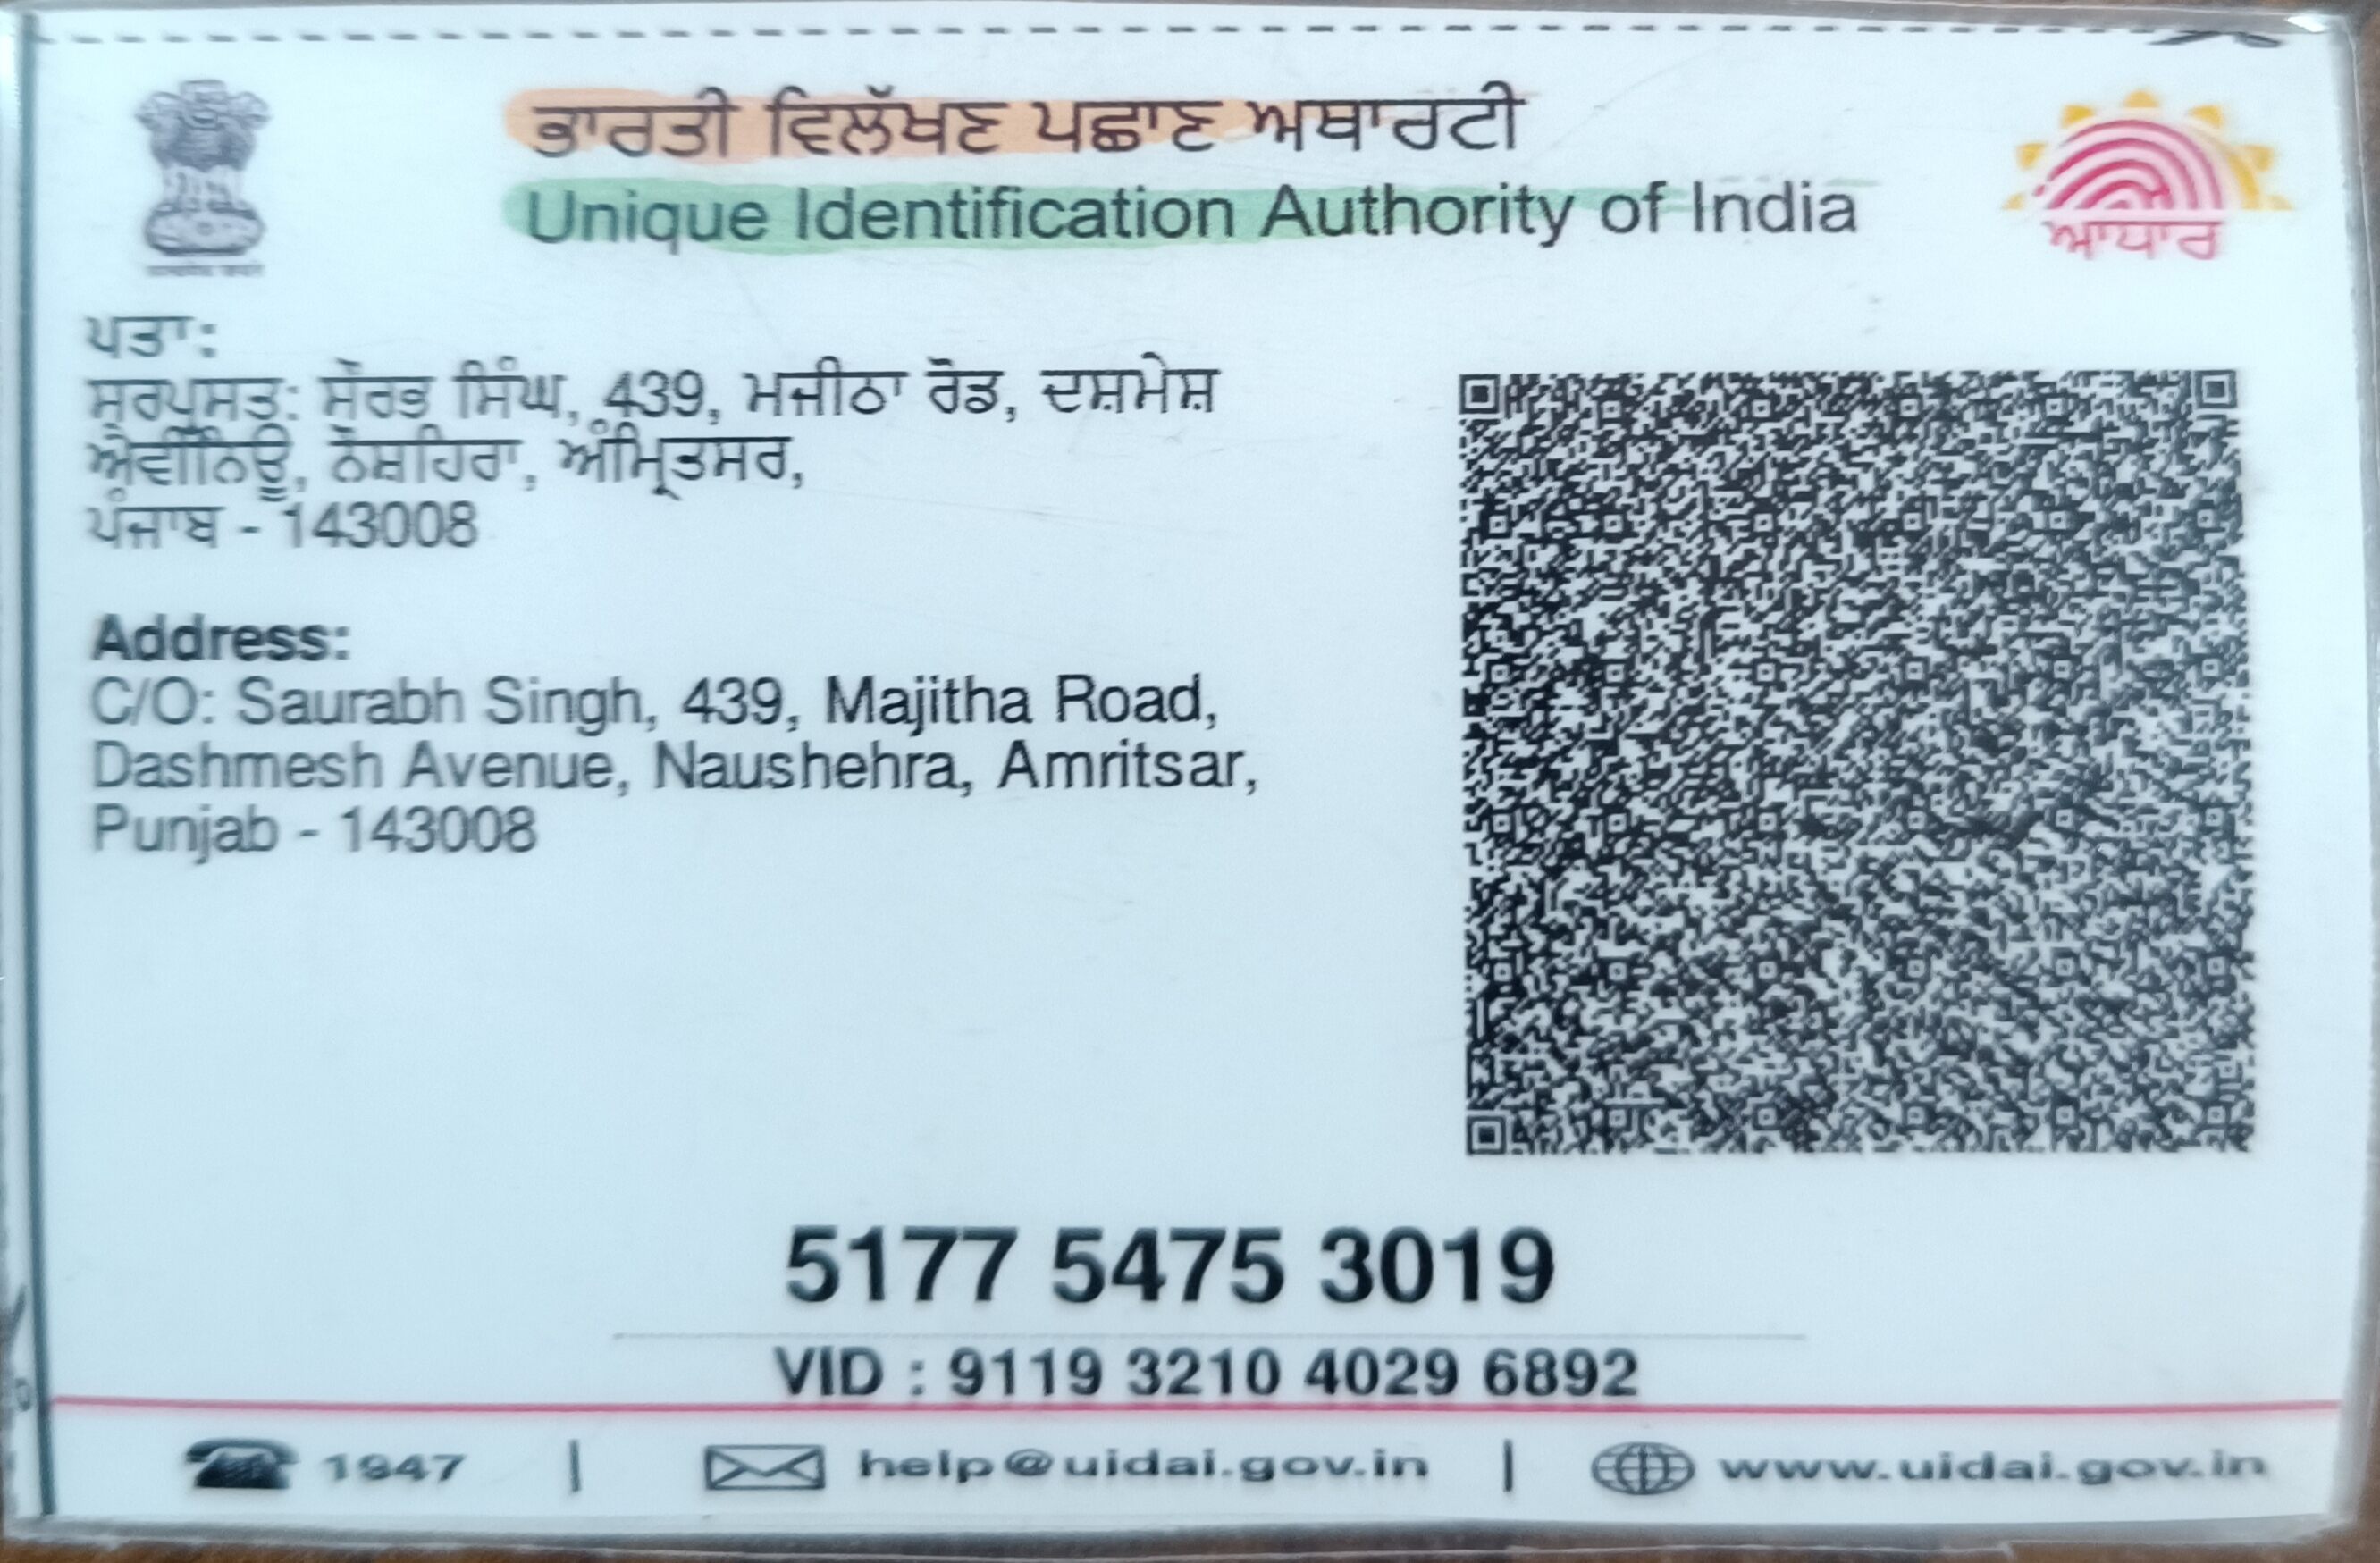 ਭਾਰਤੀ ਵਿਲੱਖਣ ਪਛਾਣ ਅਥਾਰਟੀ
Unique Identification Authority of India
ਆਧਾਰ
ਪਤਾ:
ਸਰਪ੍ਰਸਤ: ਸੌਰਭ ਸਿੰਘ, 439, ਮਜੀਠਾ ਰੋਡ, ਦਸ਼ਮੇਸ਼
ਐਵੀਨਿਊ, ਨੌਸ਼ਹਿਰਾ, ਅੰਮ੍ਰਿਤਸਰ,
ਪੰਜਾਬ - 143008
Address:
C/O: Saurabh Singh, 439, Majitha Road,
Dashmesh Avenue, Naushehra, Amritsar,
Punjab - 143008
5177 5475 3019
VID : 9119 3210 4029 6892
1947 | help@uidai.gov.in | www.uidai.gov.in